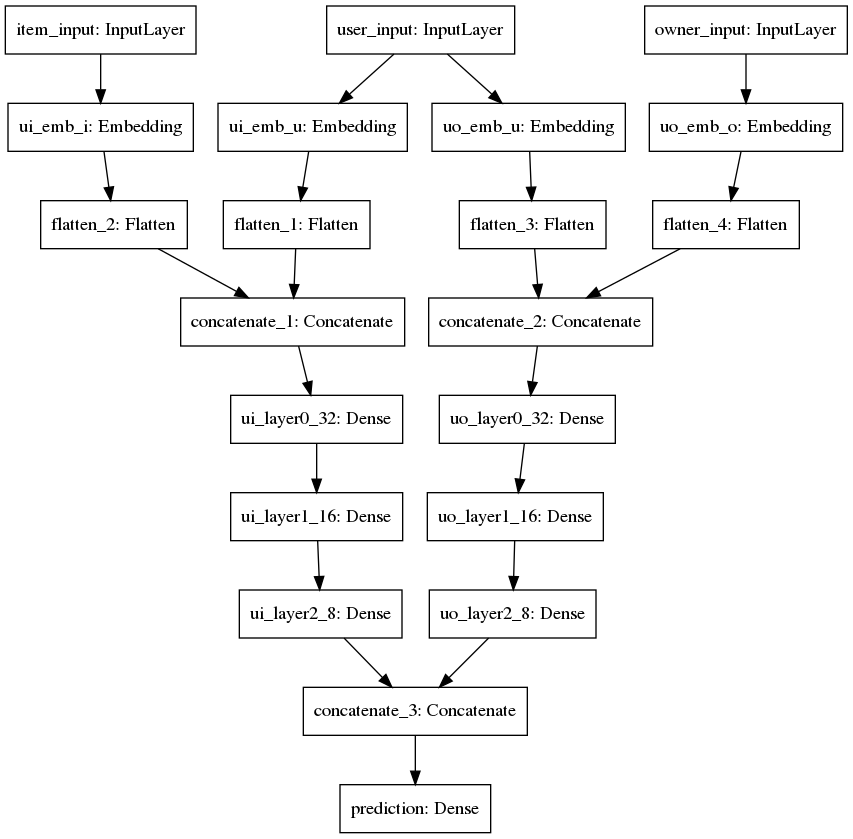 item_input: InputLayer
user_input: InputLayer
owner_input: InputLayer
ui_emb_i: Embedding
ui_emb_u: Embedding
uo_emb_u: Embedding
uo_emb_o: Embedding
flatten_2: Flatten
flatten_1: Flatten
flatten_3: Flatten
flatten_4: Flatten
concatenate_1: Concatenate
concatenate_2: Concatenate
ui_layer0_32: Dense
uo_layer0_32: Dense
ui_layer1_16: Dense
uo_layer1_16: Dense
ui_layer2_8: Dense
uo_layer2_8: Dense
concatenate_3: Concatenate
prediction: Dense